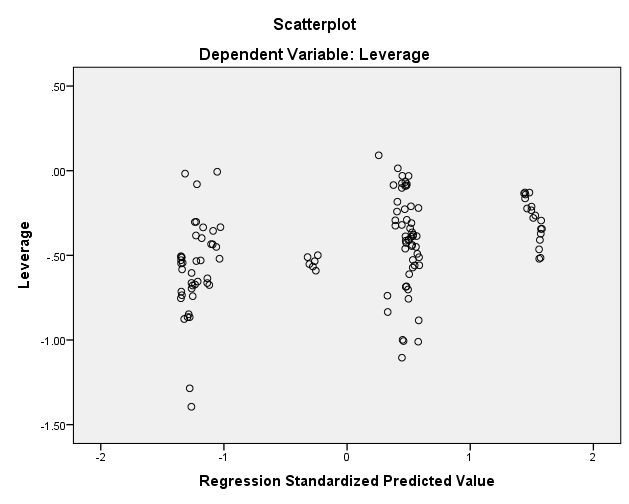 Scatterplot
Dependent Variable: Leverage
.50
.00
-.50
-1.00
-1.50
Leverage
-2 -1 0 1 2
Regression Standardized Predicted Value